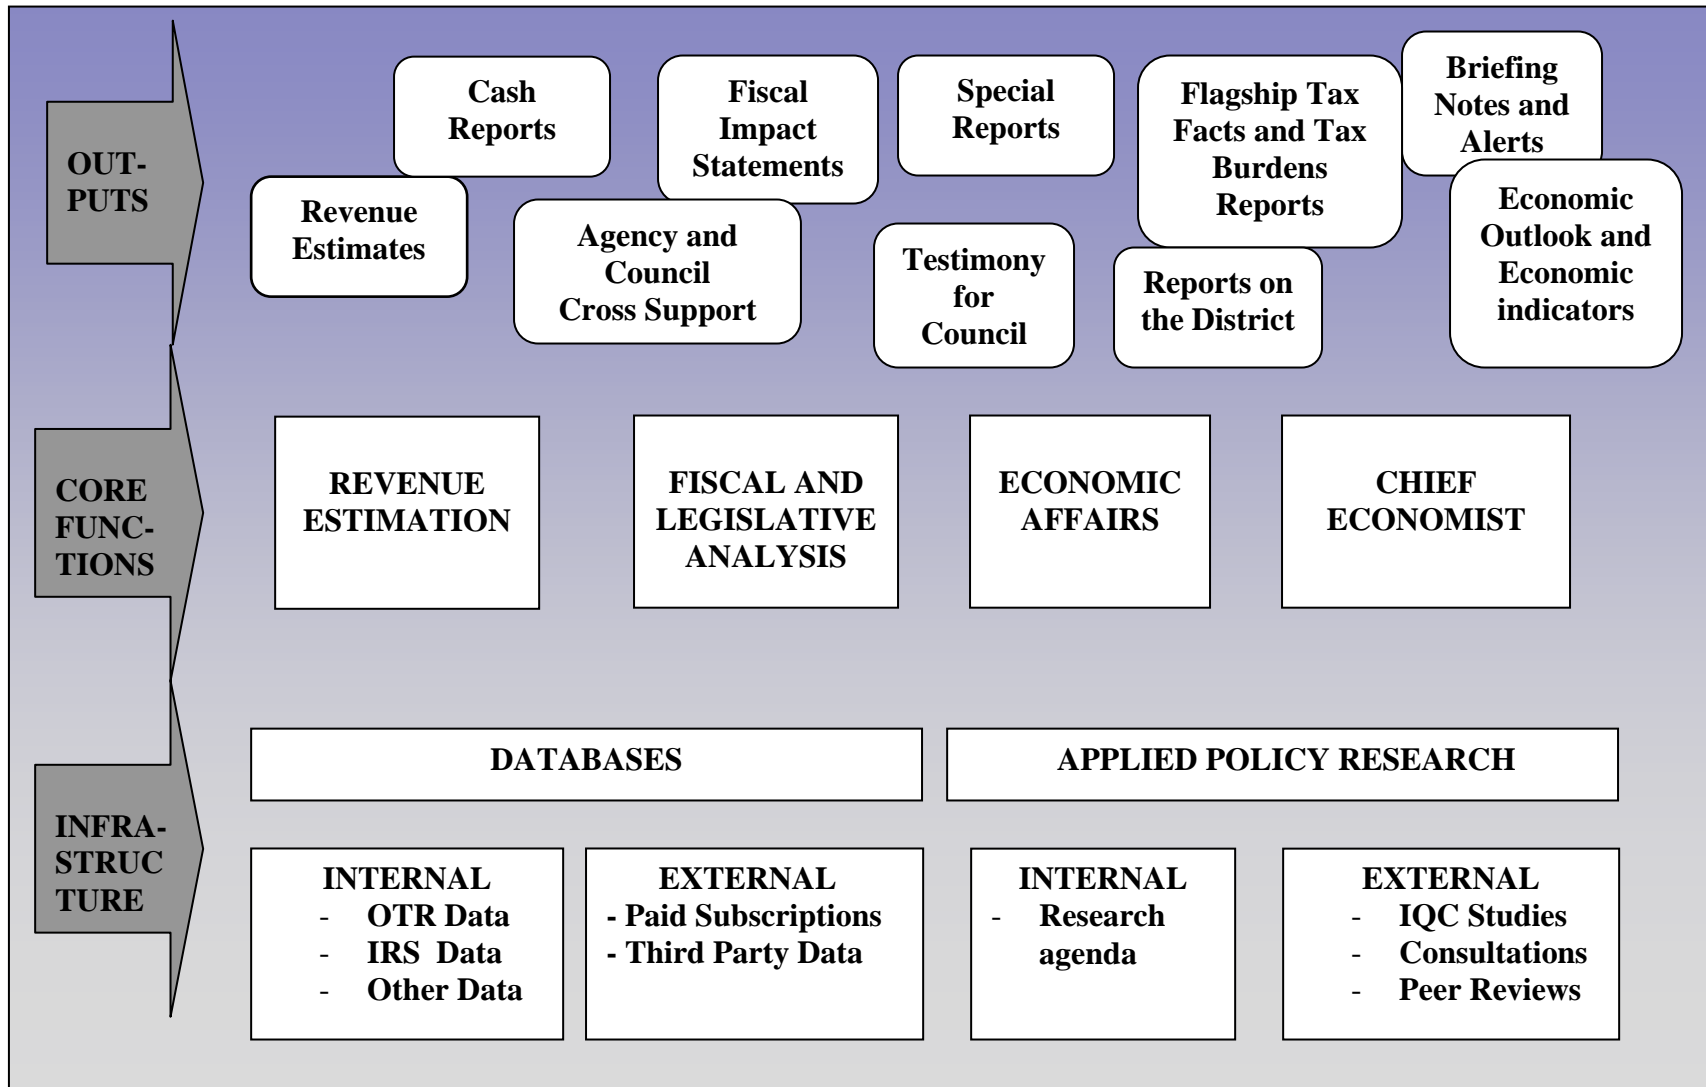 OUT-
PUTS
Cash
Reports
Fiscal
Impact
Statements
Special
Reports
Flagship Tax
Facts and Tax
Burdens
Reports
Briefing
Notes and
Alerts
Revenue
Estimates
Agency and
Council
Cross Support
Testimony
for
Council
Reports on
the District
Economic
Outlook and
Economic
indicators
CORE
FUNC-
TIONS
REVENUE
ESTIMATION
FISCAL AND
LEGISLATIVE
ANALYSIS
ECONOMIC
AFFAIRS
CHIEF
ECONOMIST
INFRA-
STRUC
TURE
DATABASES
APPLIED POLICY RESEARCH
INTERNAL
- OTR Data
- IRS Data
- Other Data
EXTERNAL
- Paid Subscriptions
- Third Party Data
INTERNAL
- Research
agenda
EXTERNAL
- IQC Studies
- Consultations
- Peer Reviews